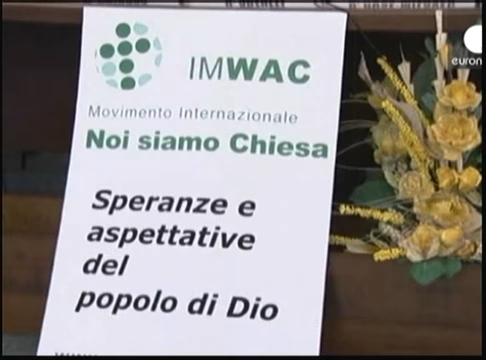 IMWAC
Movimento Internazionale
Noi siamo Chiesa
Speranze e
aspettative
del
popolo di Dio
euron